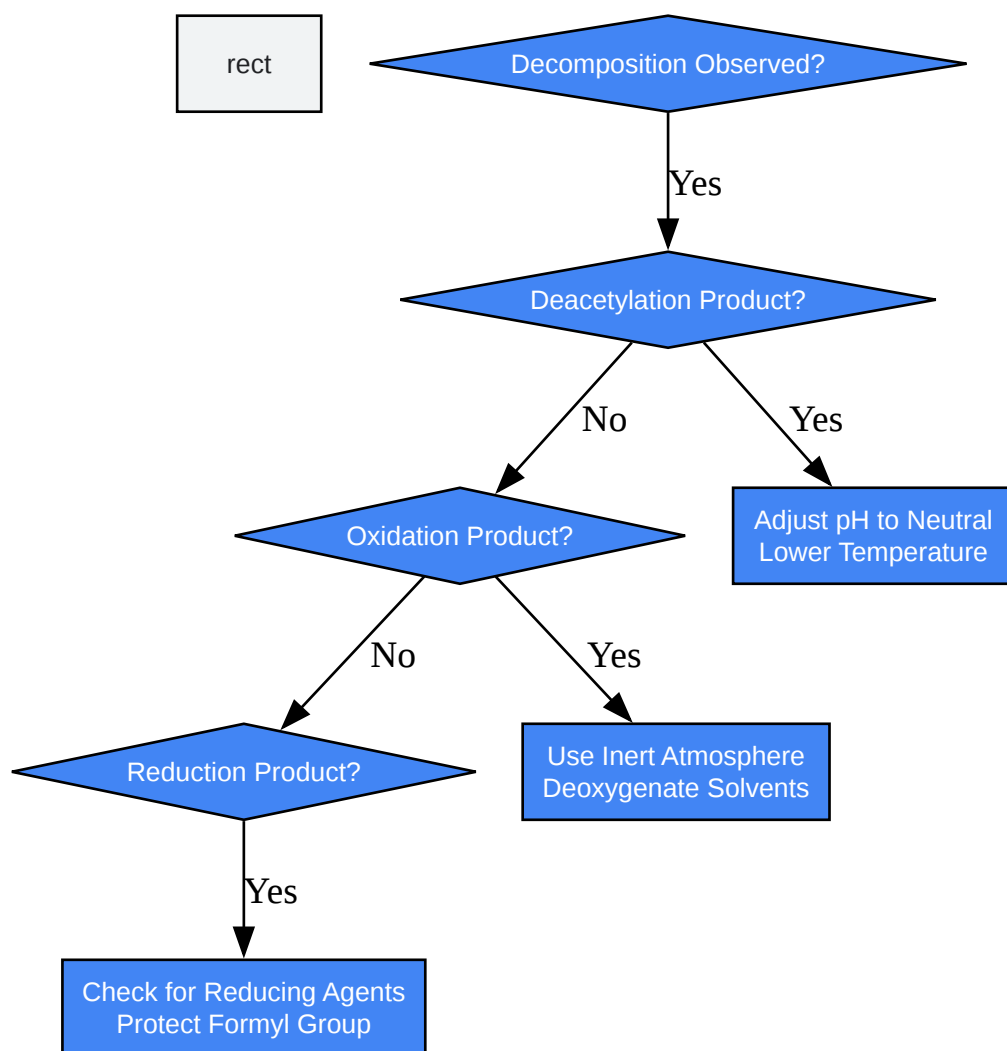 rect
Decomposition Observed?
Yes
Deacetylation Product?
No
Yes
Oxidation Product?
Adjust pH to Neutral
Lower Temperature
No
Yes
Reduction Product?
Use Inert Atmosphere
Deoxygenate Solvents
Yes
Check for Reducing Agents
Protect Formyl Group